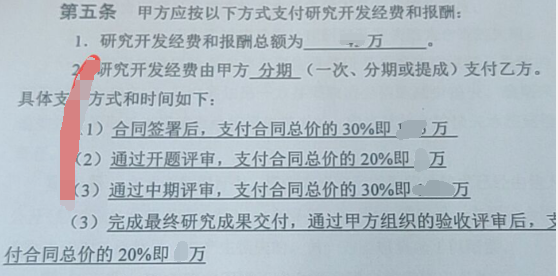 第五条 甲方应按以下方式支付研究开发经费和报酬:
1. 研究开发经费和报酬总额为 万 。
2 研究开发经费由甲方 分期 (一次、分期或提成) 支付乙方。
具体支 方式和时间如下:
1) 合同签署后, 支付合同总价的 30%即 万
(2) 通过开题评审, 支付合同总价的 20%即 万
(3) 通过中期评审, 支付合同总价的 30%即 万
(3) 完成最终研究成果交付, 通过甲方组织的验收评审后, 支
付合同总价的 20%即 万